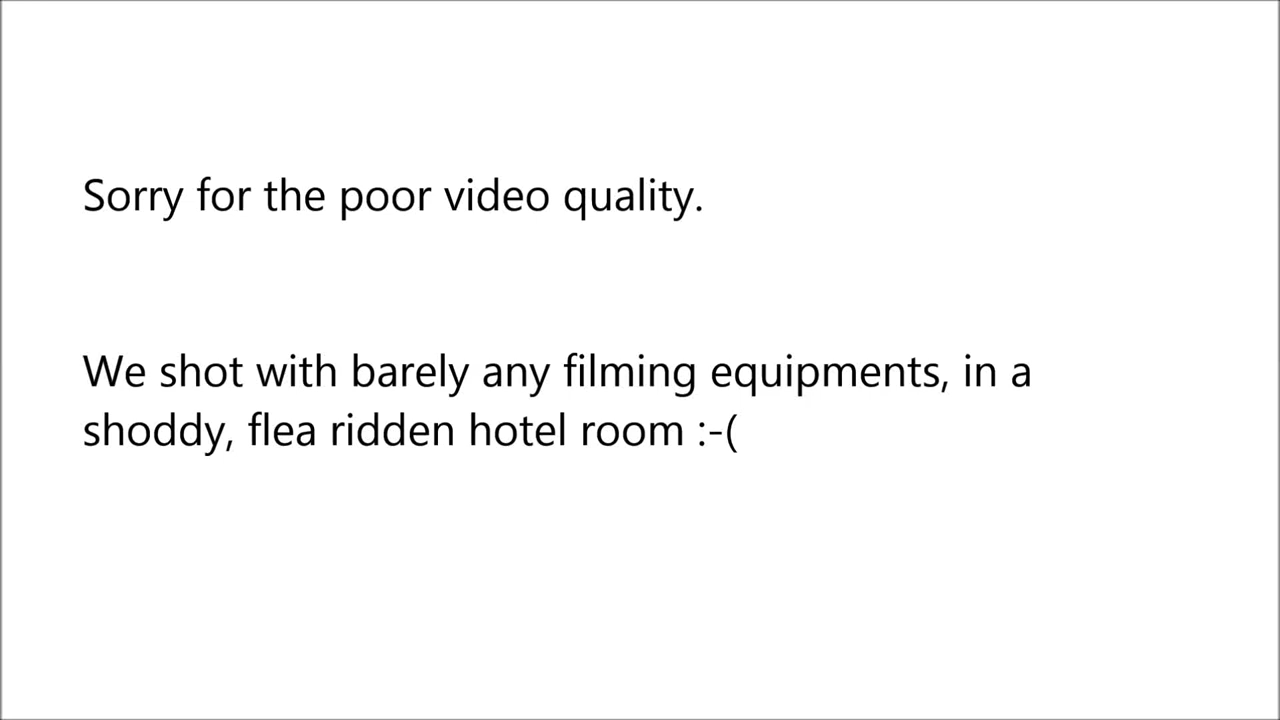 Sorry for the poor video quality.
We shot with barely any filming equipments, in a
shoddy, flea ridden hotel room :-(